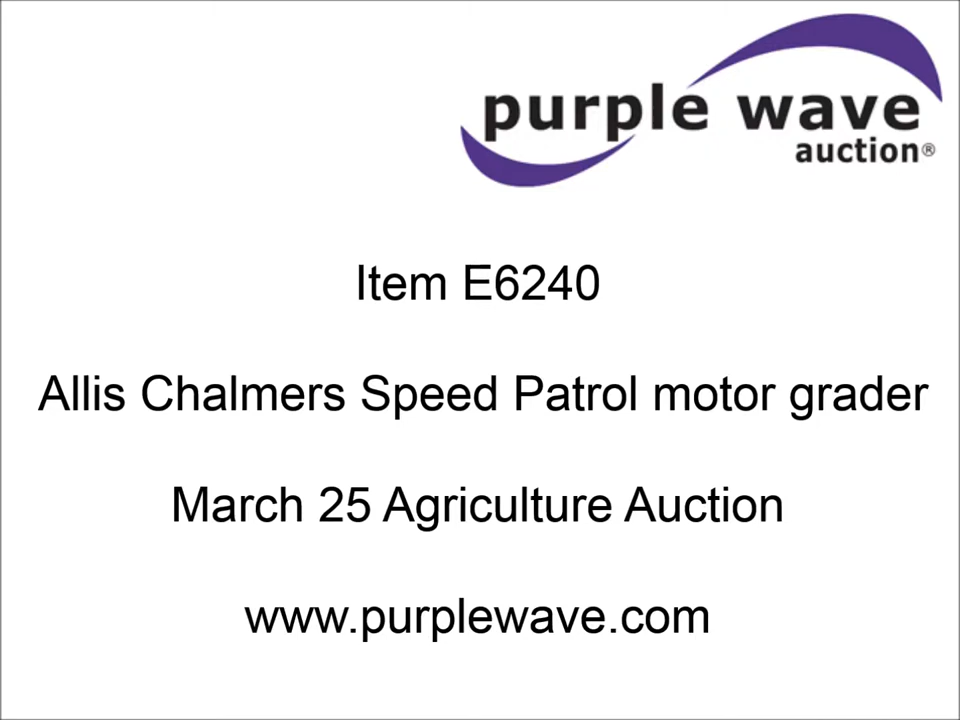 purple wave
auction®
Item E6240
Allis Chalmers Speed Patrol motor grader
March 25 Agriculture Auction
www.purplewave.com